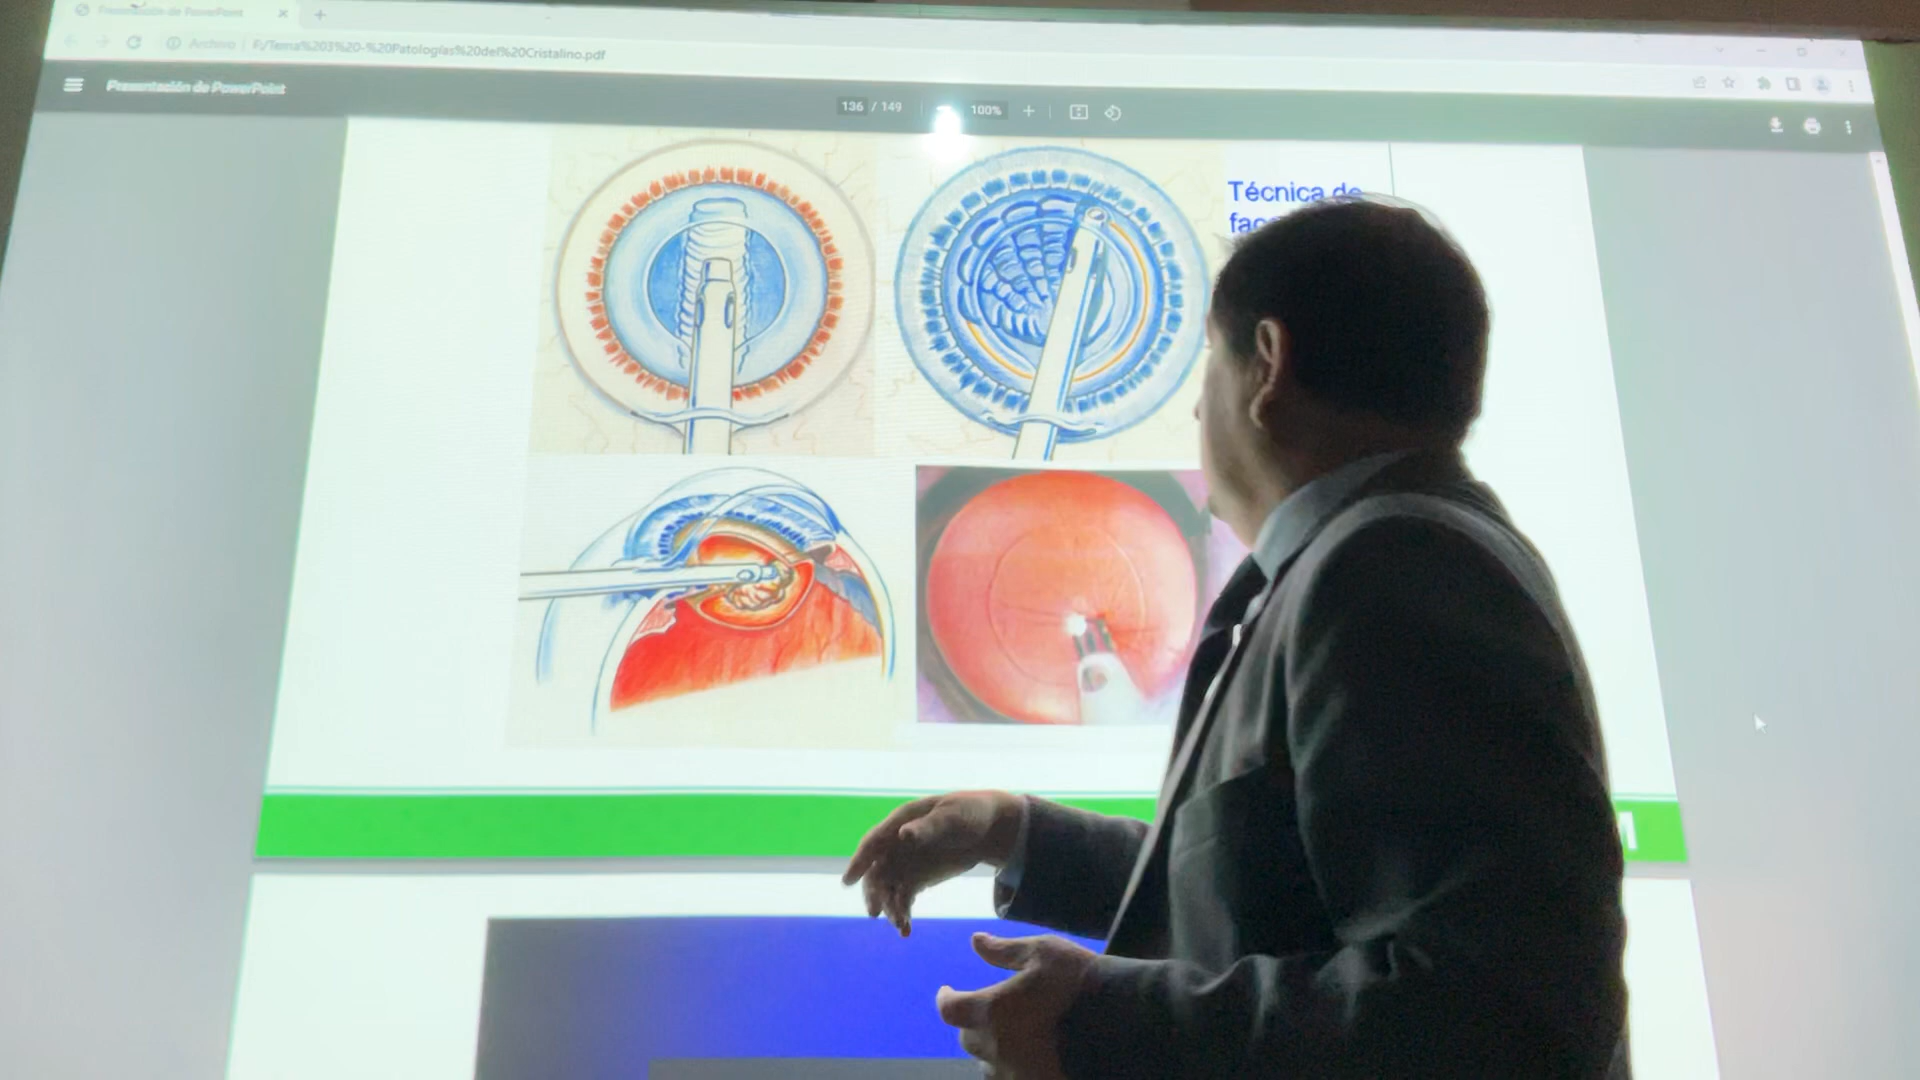 Presentación de PowerPoint
Archivo
F:/Tema%203%20-%20Patologías%20del%20Cristalino.pdf
Presentación de PowerPoint
136 / 149
100%
Técnica de
M